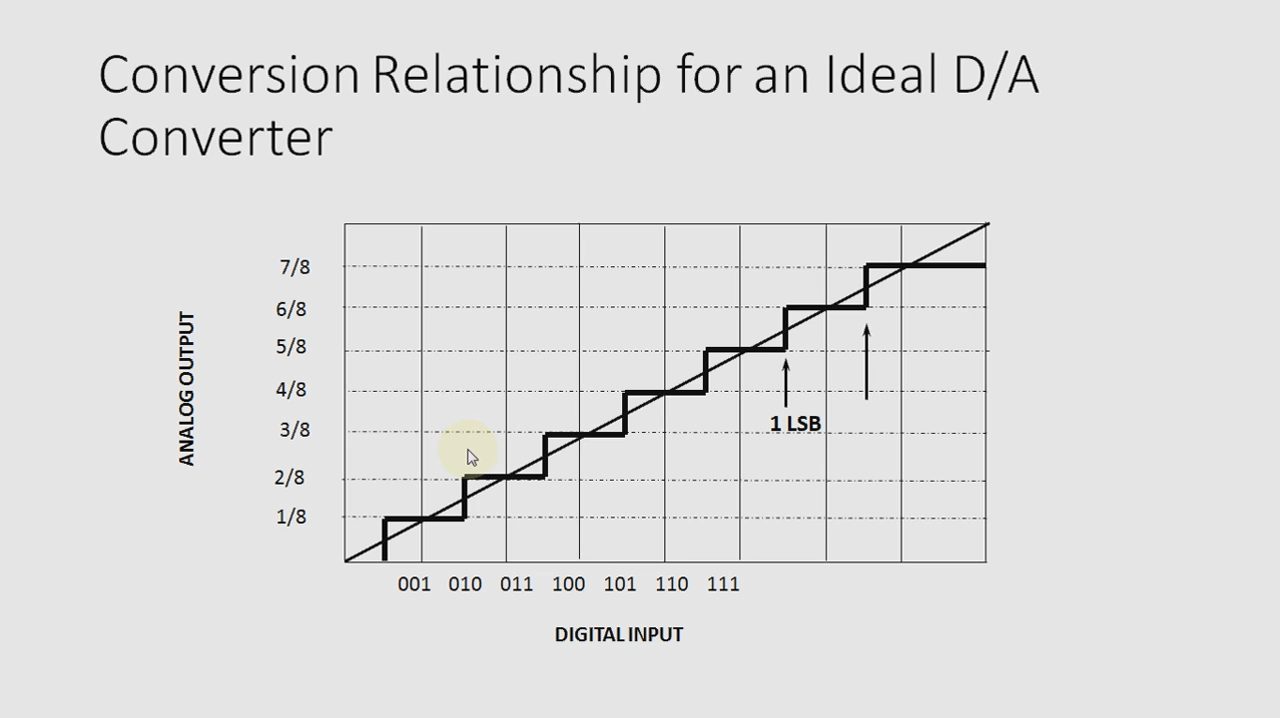 Conversion Relationship for an Ideal D/A
Converter
7/8
6/8
5/8
4/8
3/8
2/8
1/8
ANALOG OUTPUT
1 LSB
001 010 011 100 101 110 111
DIGITAL INPUT